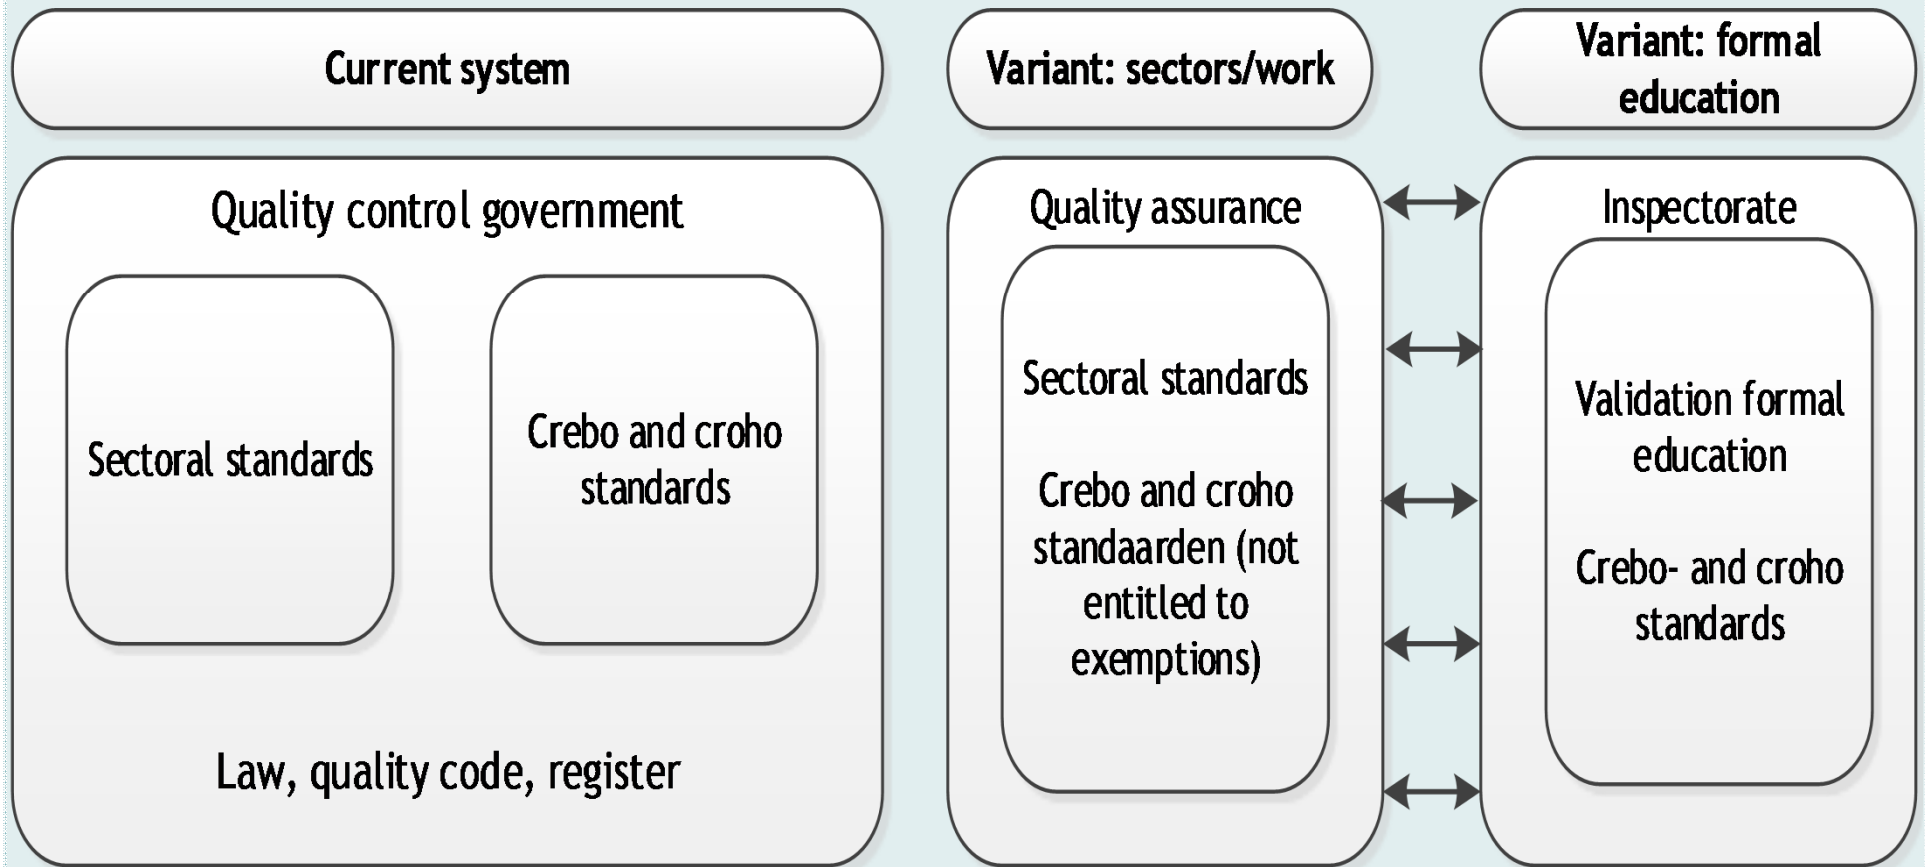 Current system
Variant: sectors/work
Variant: formal
education
Quality control government
Sectoral standards
Crebo and croho
standards
Law, quality code, register
Quality assurance
Sectoral standards
Crebo and croho
standaarden (not
entitled to
exemptions)
Inspectorate
Validation formal
education
Crebo- and croho
standards